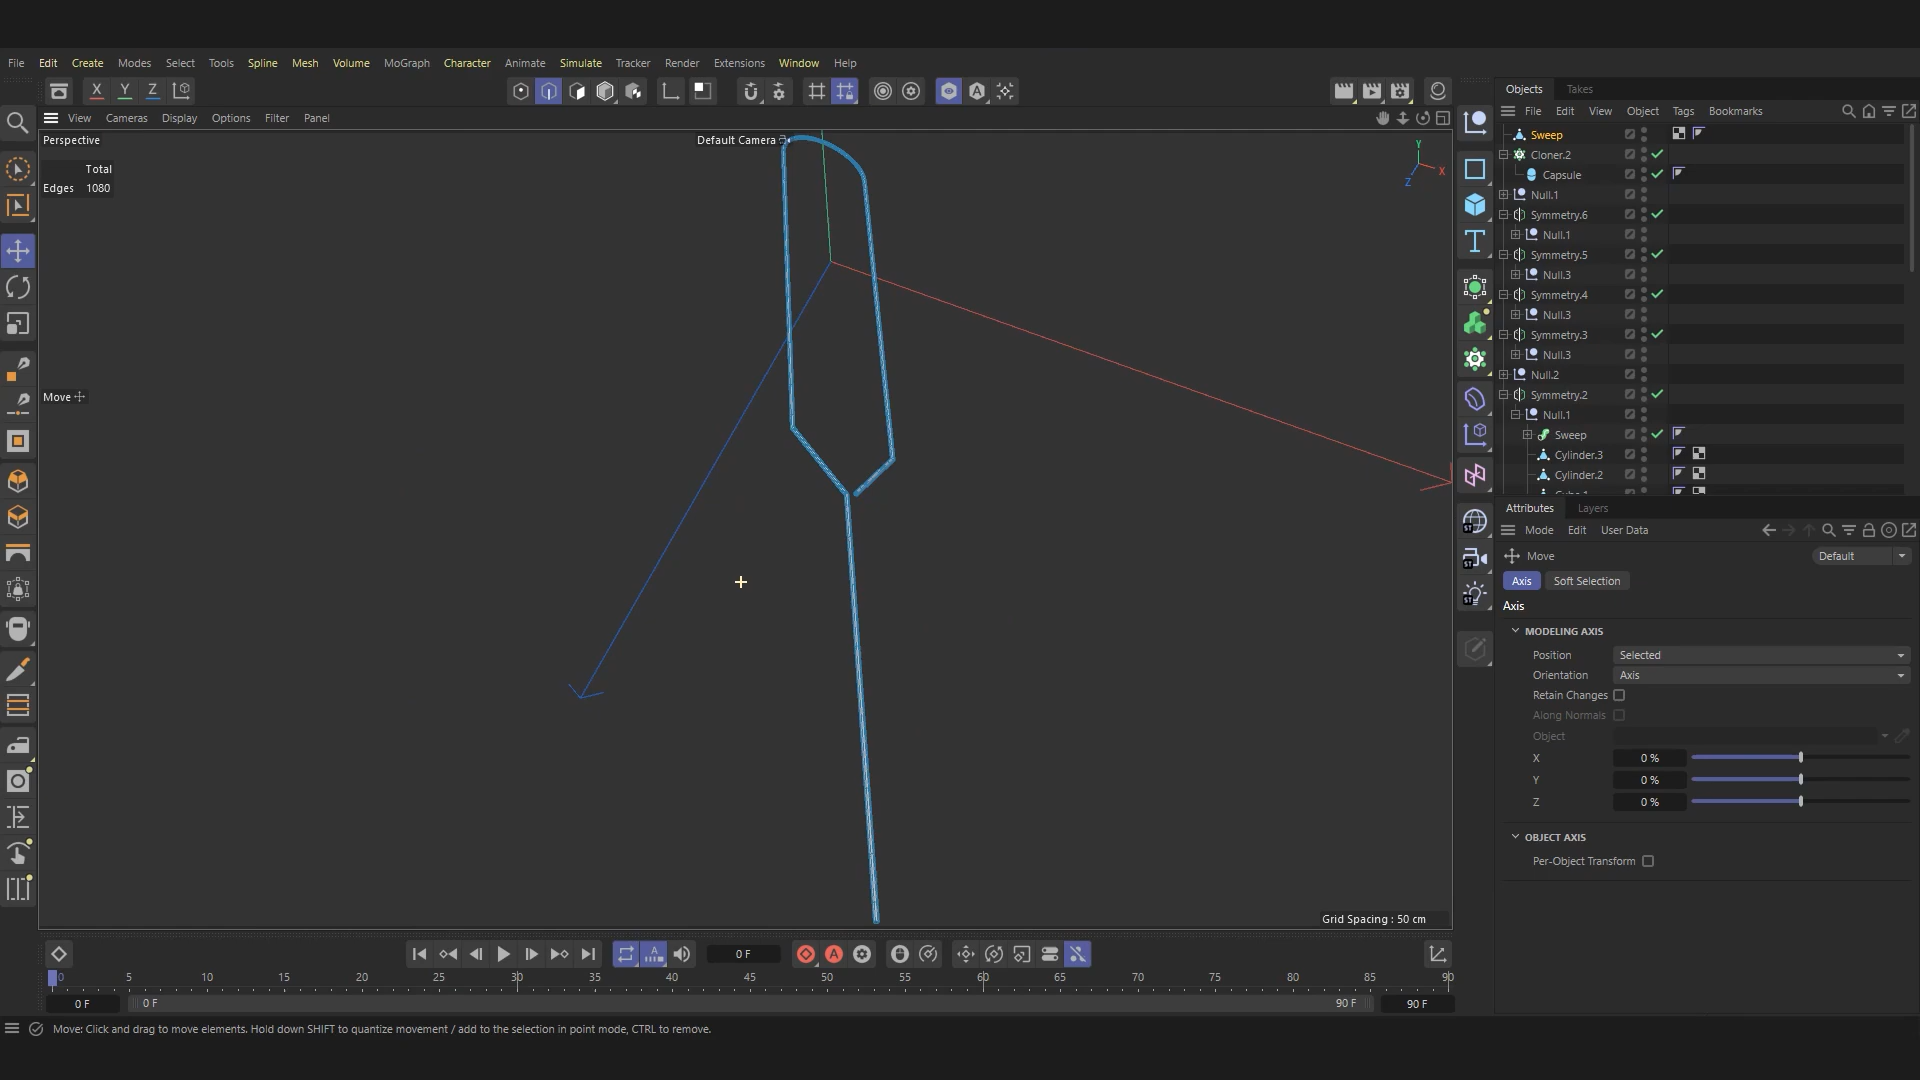 File Edit Create Modes Select Tools Spline Mesh Volume MoGraph Character Animate Simulate Tracker Render Extensions Window Help
X Y Z
Objects Takes
View Cameras Display Options Filter Panel
File Edit View Object Tags Bookmarks
Perspective
Default Camera
Total
Edges 1080
Y
X
Z
Move
Sweep
Cloner.2
Capsule
Null.1
Symmetry.6
Null.1
Symmetry.5
Null.3
Symmetry.4
Null.3
Symmetry.3
Null.3
Null.2
Symmetry.2
Null.1
Sweep
Cylinder.3
Cylinder.2
Attributes Layers
Mode Edit User Data
Move
Default
Axis Soft Selection
Axis
MODELING AXIS
Position Selected
Orientation Axis
Retain Changes
Along Normals
Object
X 0 %
Y 0 %
Z 0 %
OBJECT AXIS
Per-Object Transform
Grid Spacing : 50 cm
0 F
0 5 10 15 20 25 30 35 40 45 50 55 60 65 70 75 80 85 90
0 F 0 F 90 F 90 F
Move: Click and drag to move elements. Hold down SHIFT to quantize movement / add to the selection in point mode, CTRL to remove.